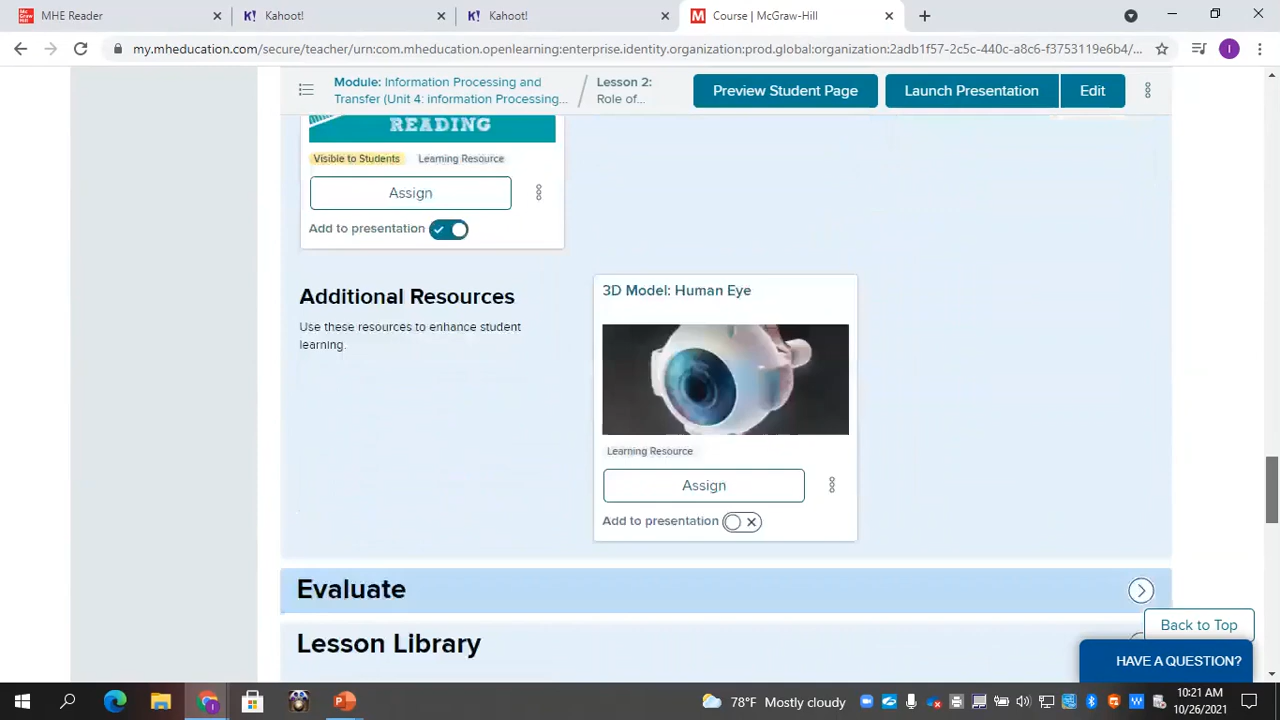 MHE Reader
Kahoot!
Kahoot!
Course | McGraw-Hill
my.mheducation.com/secure/teacher/urn:com.mheducation.openlearning:enterprise.identity.organization:prod.global:organization:2adb1f57-2c5c-440c-a8c6-f3753119e6b4/...
Module: Information Processing and
Transfer (Unit 4: information Processing...
Lesson 2:
Role of...
Preview Student Page
Launch Presentation
Edit
READING
Visible to Students
Learning Resource
Assign
Add to presentation
Additional Resources
Use these resources to enhance student
learning.
3D Model: Human Eye
Learning Resource
Assign
Add to presentation
Evaluate
Lesson Library
Back to Top
HAVE A QUESTION?
78°F Mostly cloudy
10:21 AM
10/26/2021